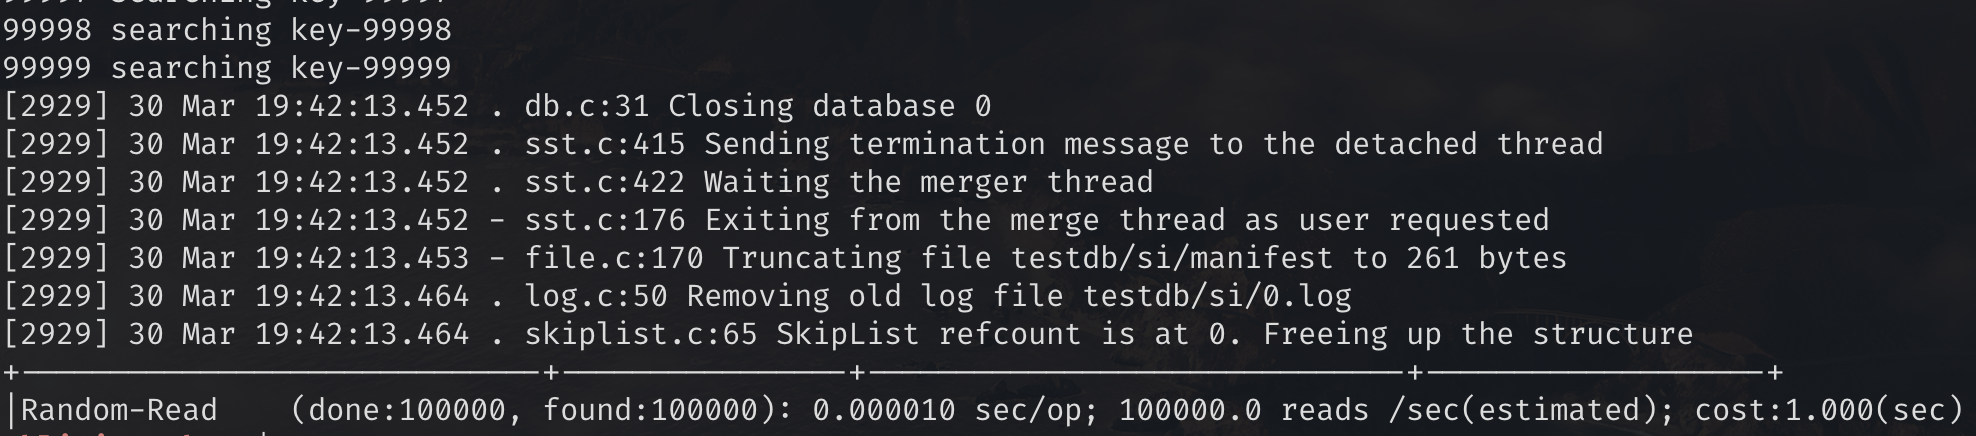 99998 searching key-99998
99999 searching key-99999
[2929] 30 Mar 19:42:13.452 . db.c:31 Closing database 0
[2929] 30 Mar 19:42:13.452 . sst.c:415 Sending termination message to the detached thread
[2929] 30 Mar 19:42:13.452 . sst.c:422 Waiting the merger thread
[2929] 30 Mar 19:42:13.452 - sst.c:176 Exiting from the merge thread as user requested
[2929] 30 Mar 19:42:13.453 - file.c:170 Truncating file testdb/si/manifest to 261 bytes
[2929] 30 Mar 19:42:13.464 . log.c:50 Removing old log file testdb/si/0.log
[2929] 30 Mar 19:42:13.464 . skiplist.c:65 SkipList refcount is at 0. Freeing up the structure
+-----------------------------+----------------+------------------------------+-------------------+
|Random-Read    (done:100000, found:100000): 0.000010 sec/op; 100000.0 reads /sec(estimated); cost:1.000(sec)